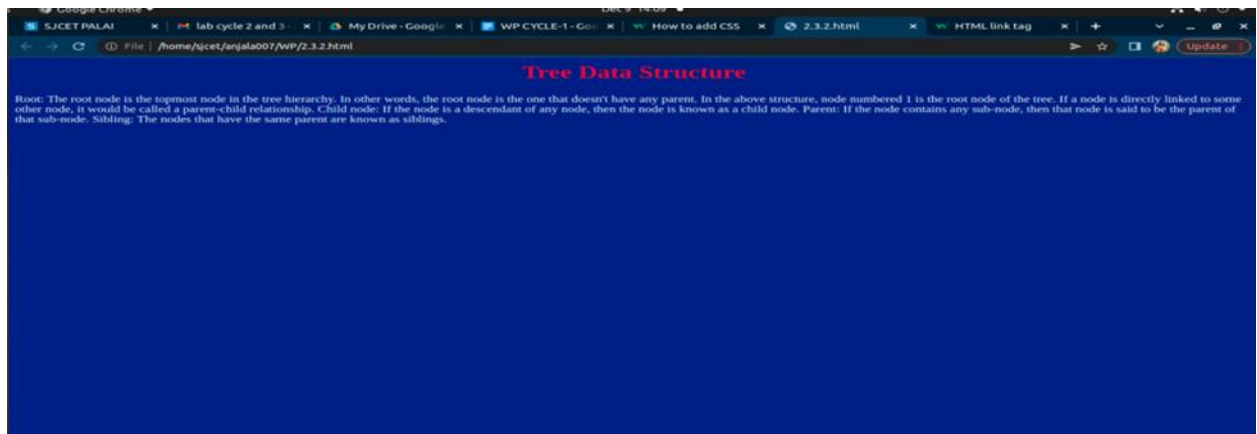 Google Chrome
Dec 9 14:09
SJCET PALAI
lab cycle 2 and 3 -
My Drive - Google
WP CYCLE-1 - Goo
How to add CSS
2.3.2.html
HTML link tag
File /home/sjcet/anjala007/WP/2.3.2.html
Update
Tree Data Structure
Root: The root node is the topmost node in the tree hierarchy. In other words, the root node is the one that doesn't have any parent. In the above structure, node numbered 1 is the root node of the tree. If a node is directly linked to some
other node, it would be called a parent-child relationship. Child node: If the node is a descendant of any node, then the node is known as a child node. Parent: If the node contains any sub-node, then that node is said to be the parent of
that sub-node. Sibling: The nodes that have the same parent are known as siblings.